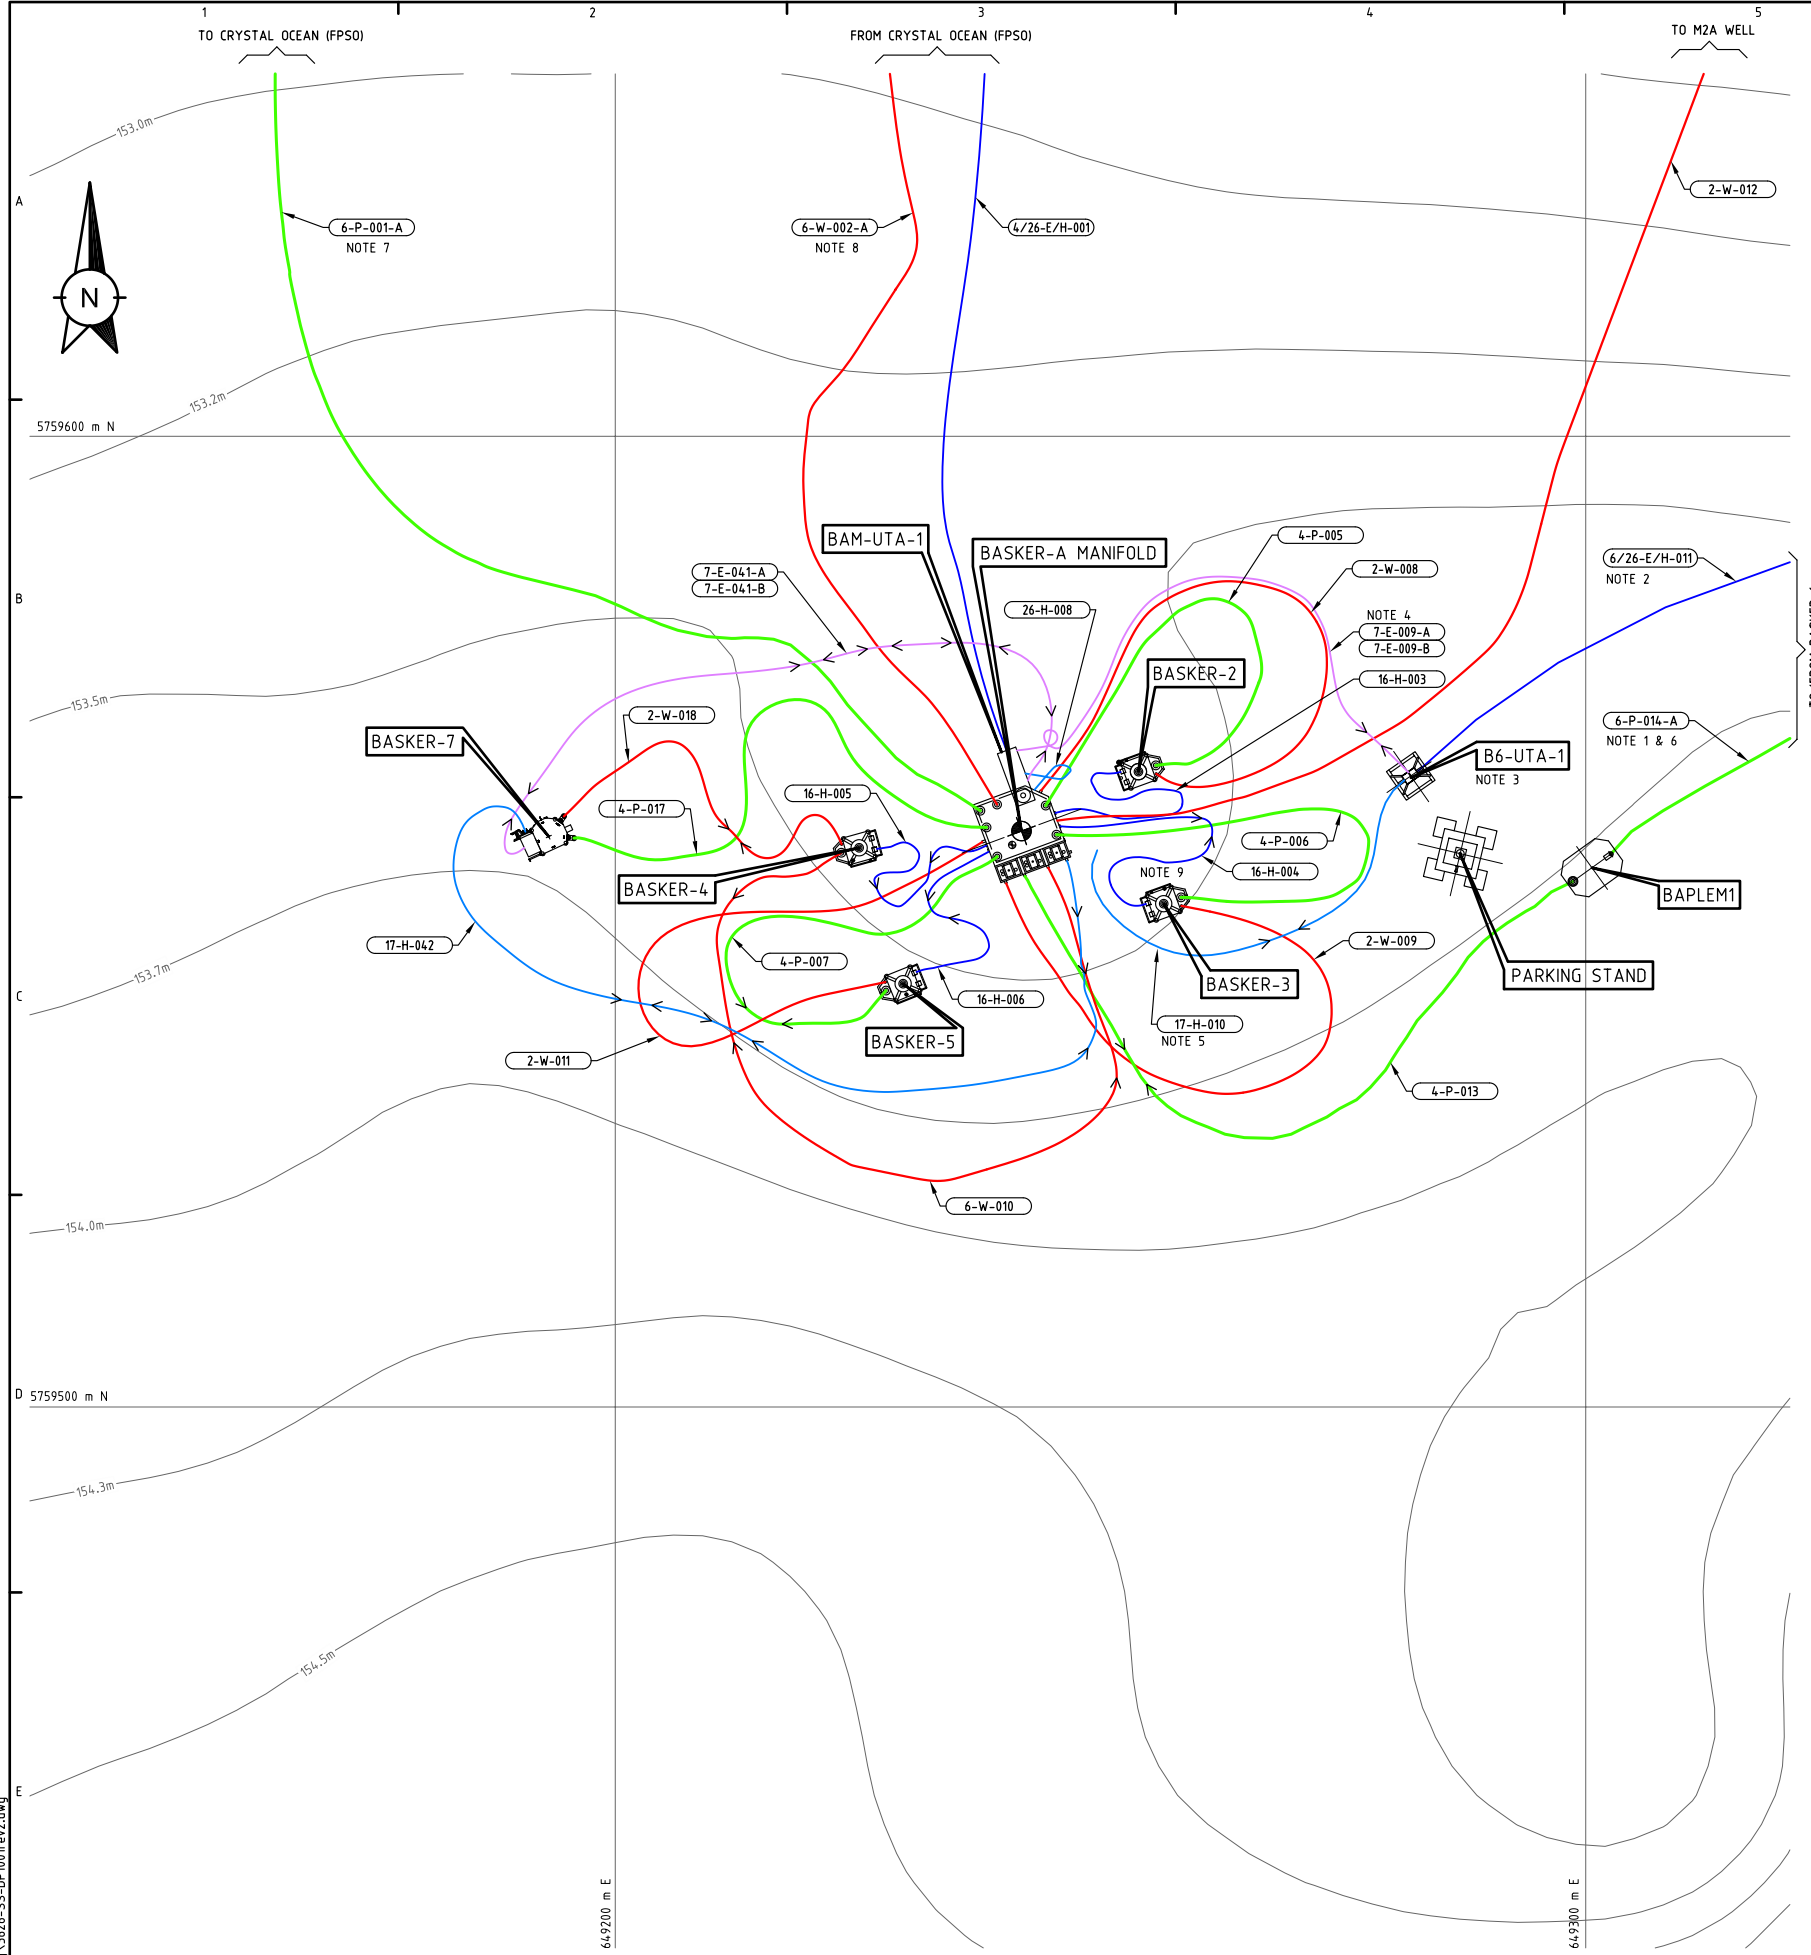 1
2
3
4
5
TO CRYSTAL OCEAN (FPSO)
FROM CRYSTAL OCEAN (FPSO)
TO M2A WELL
153.0m
2-W-012
A
6-P-001-A
NOTE 7
6-W-002-A
NOTE 8
4/26-E/H-001
N
153.2m
5759600 m N
BAM-UTA-1
BASKER-A MANIFOLD
4-P-005
7-E-041-A
7-E-041-B
2-W-008
6/26-E/H-011
NOTE 2
B
26-H-008
NOTE 4
7-E-009-A
7-E-009-B
BASKER-2
16-H-003
153.5m
2-W-018
6-P-014-A
NOTE 1 & 6
BASKER-7
B6-UTA-1
NOTE 3
16-H-005
4-P-017
4-P-006
NOTE 9
16-H-004
BASKER-4
BAPLEM1
17-H-042
2-W-009
153.7m
4-P-007
PARKING STAND
BASKER-3
C
16-H-006
17-H-010
NOTE 5
BASKER-5
2-W-011
4-P-013
6-W-010
154.0m
D
5759500 m N
154.3m
154.5m
E
649200 m E
649300 m E